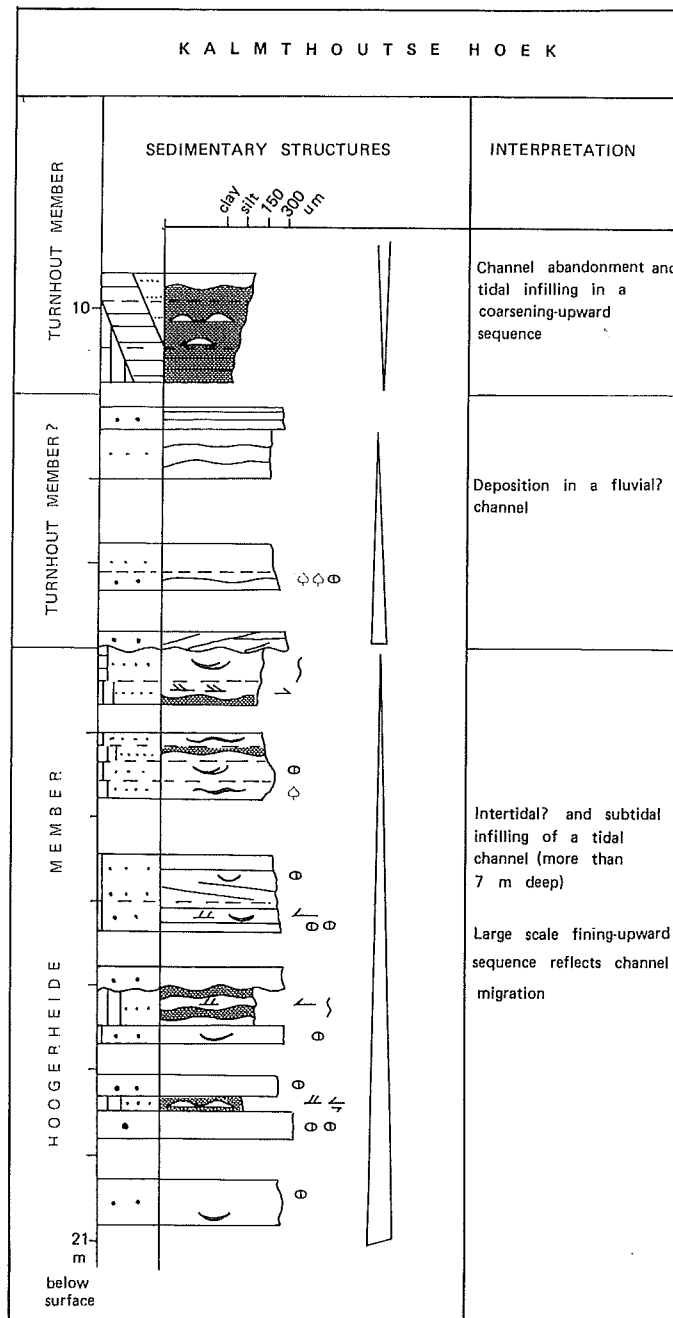 KALMTHOUTSE HOEK
SEDIMENTARY STRUCTURES
INTERPRETATION
clay
silt
150
300
um
TURNHOUT MEMBER
10
Channel abandonment and
tidal infilling in a
coarsening-upward
sequence
TURNHOUT MEMBER?
Deposition in a fluvial?
channel
HOOGERHEIDE MEMBER
Intertidal? and subtidal
infilling of a tidal
channel (more than
7 m deep)
Large scale fining-upward
sequence reflects channel
migration
21
m
below
surface